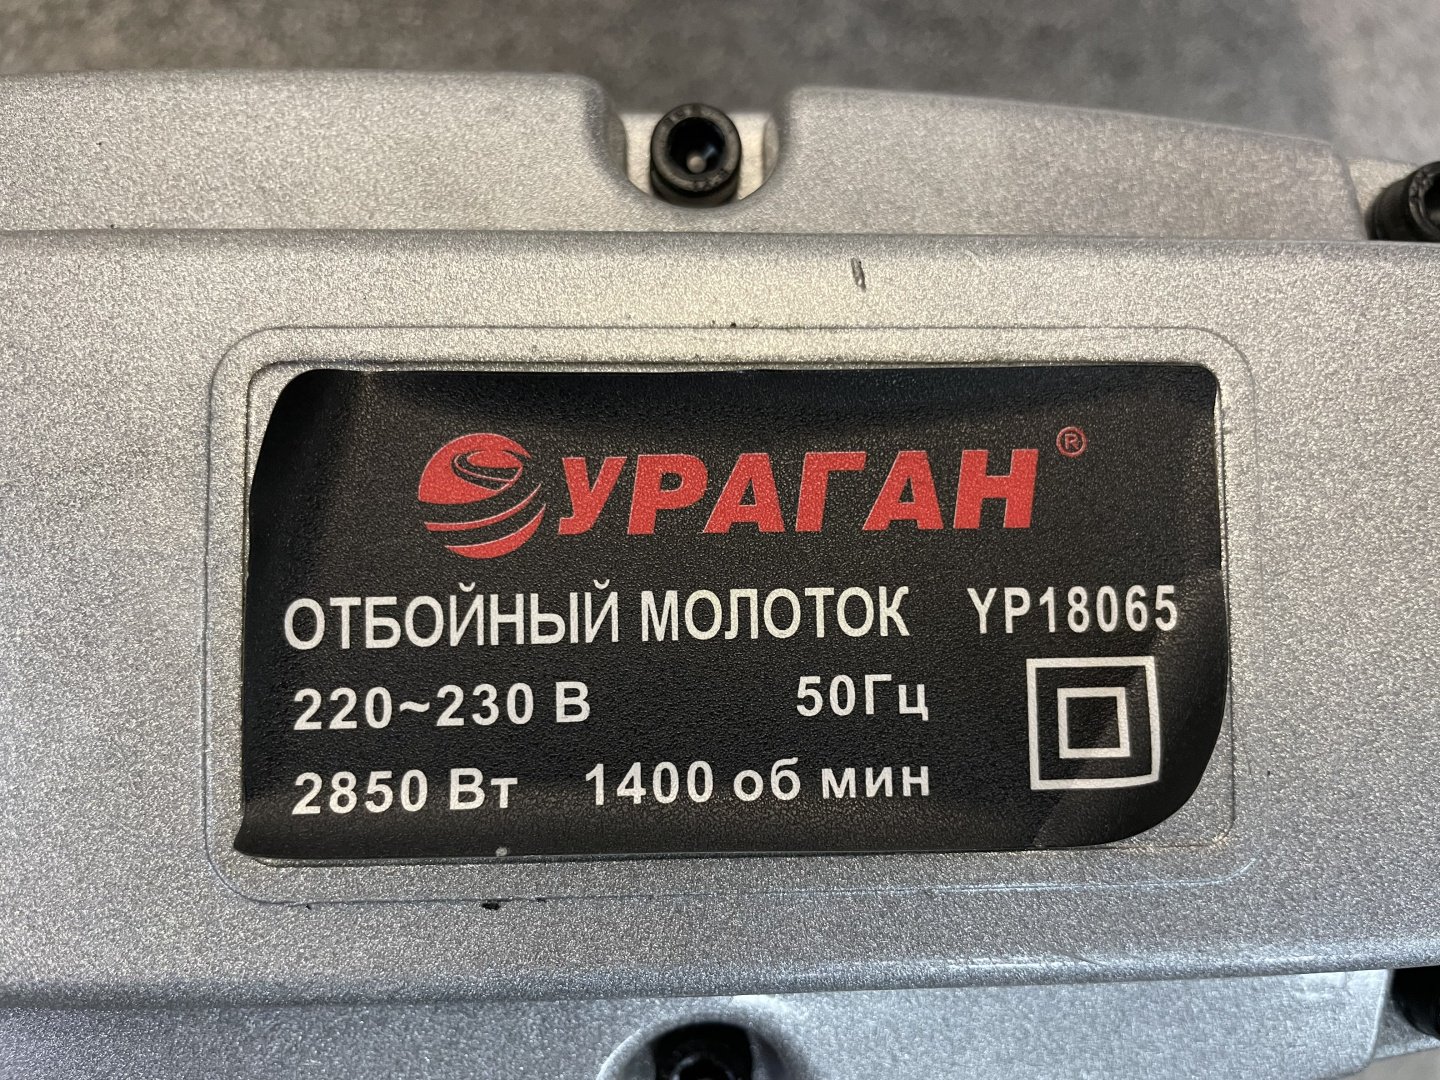 УРАГАН®
ОТБОЙНЫЙ МОЛОТОК YP18065
220~230 В 50Гц
2850 Вт 1400 об мин